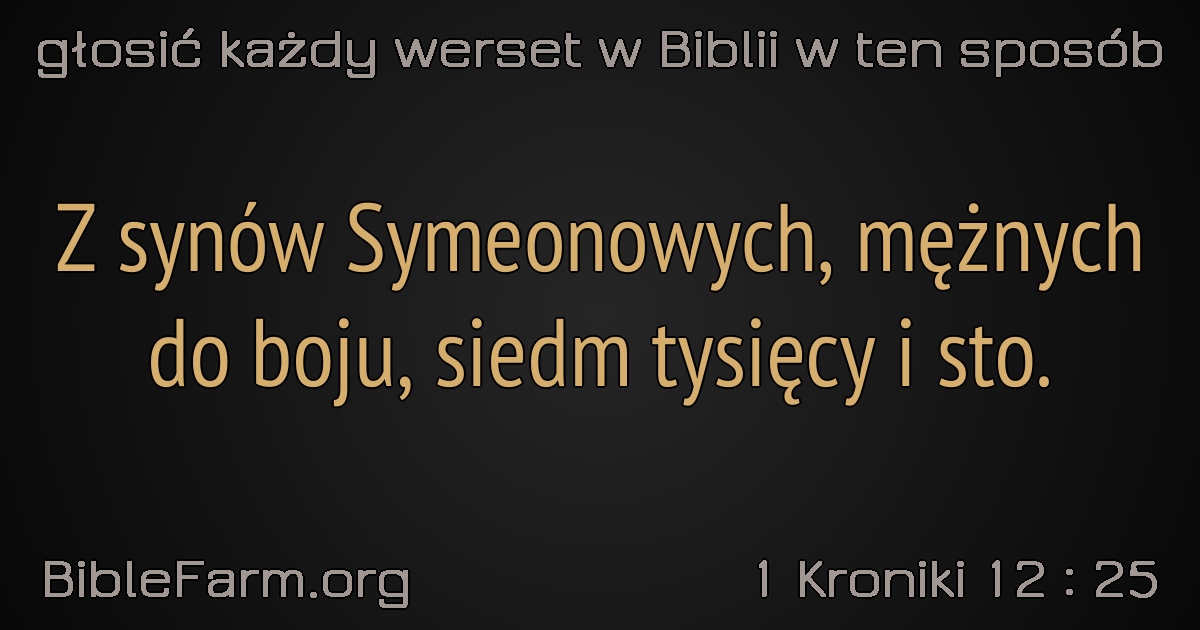 głosić każdy werset w Biblii w ten sposób
Z synów Symeonowych, mężnych
do boju, siedm tysięcy i sto.
BibleFarm.org
1 Kroniki 12 : 25